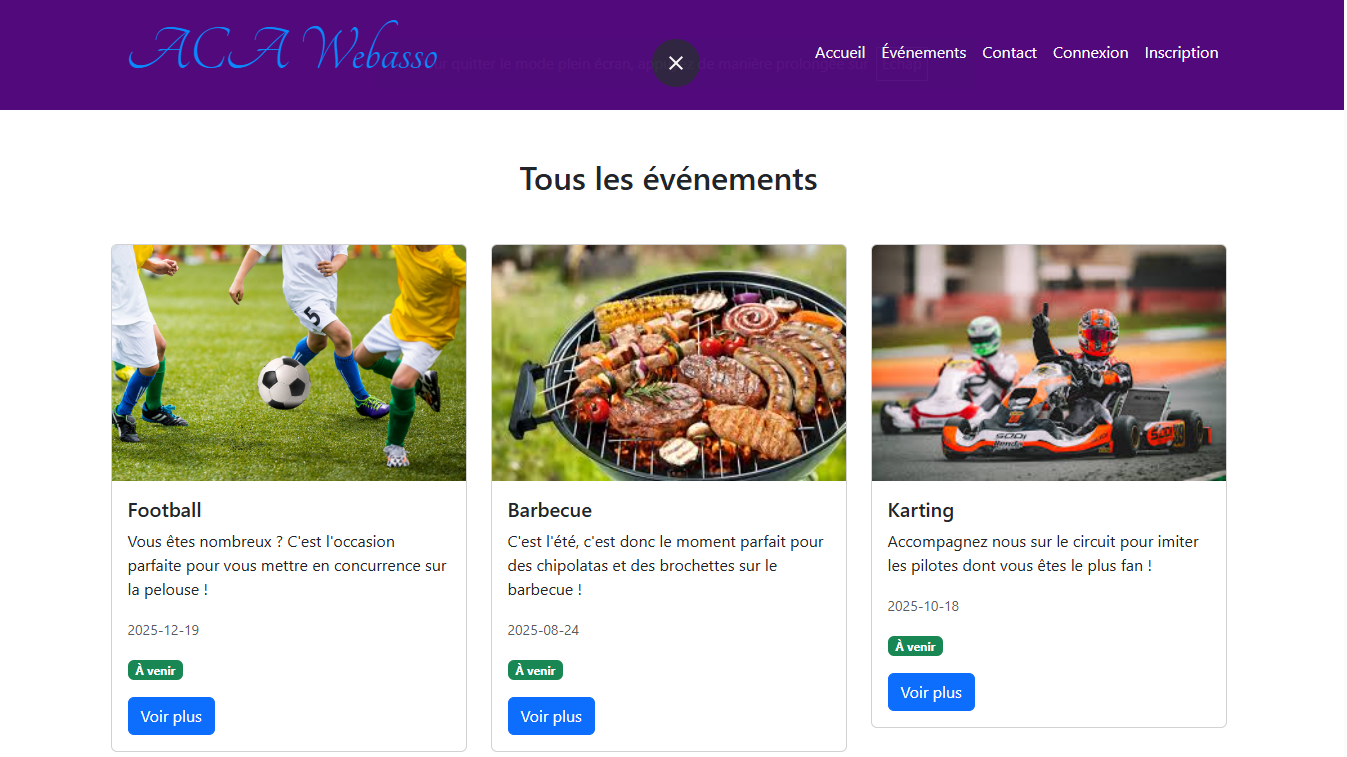 ACA Webasso
Accueil Événements Contact Connexion Inscription
quitter le mode plein écran, de manière
Tous les événements
5
SODI
SODI
Football
Vous êtes nombreux ? C'est l'occasion
parfaite pour vous mettre en concurrence sur
la pelouse !
2025-12-19
À venir
Voir plus
Barbecue
C'est l'été, c'est donc le moment parfait pour
des chipolatas et des brochettes sur le
barbecue !
2025-08-24
À venir
Voir plus
Karting
Accompagnez nous sur le circuit pour imiter
les pilotes dont vous êtes le plus fan !
2025-10-18
À venir
Voir plus